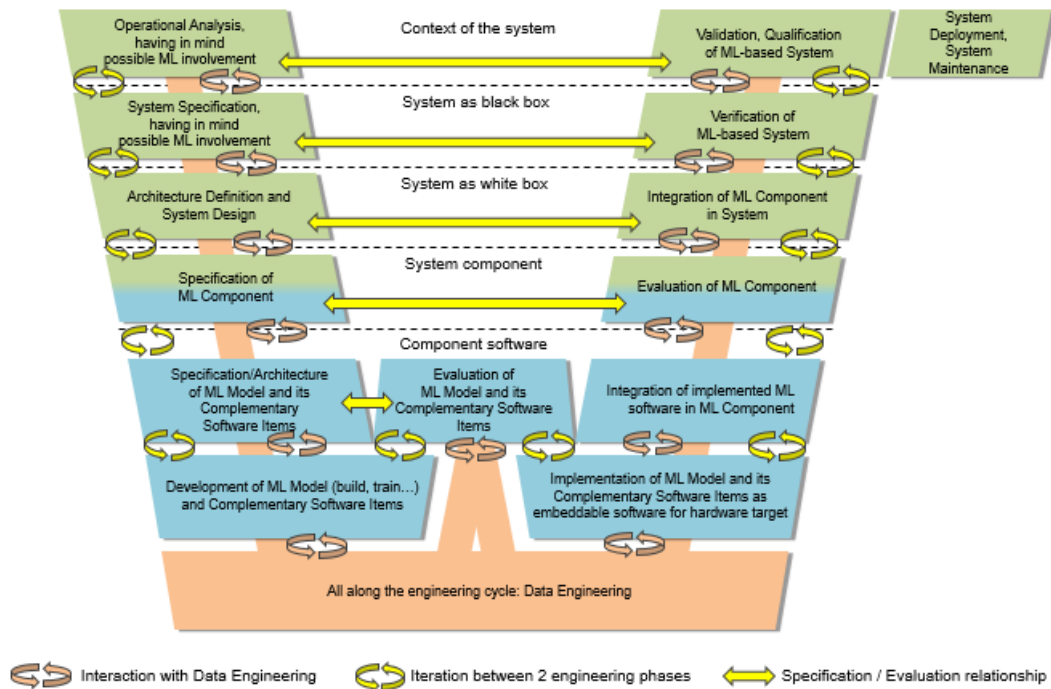 Operational Analysis,
having in mind
possible ML involvement
Context of the system
Validation, Qualification
of ML-based System
System
Deployment,
System
Maintenance
System Specification,
having in mind
possible ML involvement
System as black box
Verification of
ML-based System
Architecture Definition and
System Design
System as white box
Integration of ML Component
in System
Specification of
ML Component
System component
Evaluation of ML Component
Component software
Specification/Architecture
of ML Model and its
Complementary
Software Items
Evaluation of
ML Model and its
Complementary Software
Items
Integration of implemented ML
software in ML Component
Development of ML Model (build, train...)
and Complementary Software Items
Implementation of ML Model and its
Complementary Software Items as
embeddable software for hardware target
All along the engineering cycle: Data Engineering
Interaction with Data Engineering
Iteration between 2 engineering phases
Specification / Evaluation relationship